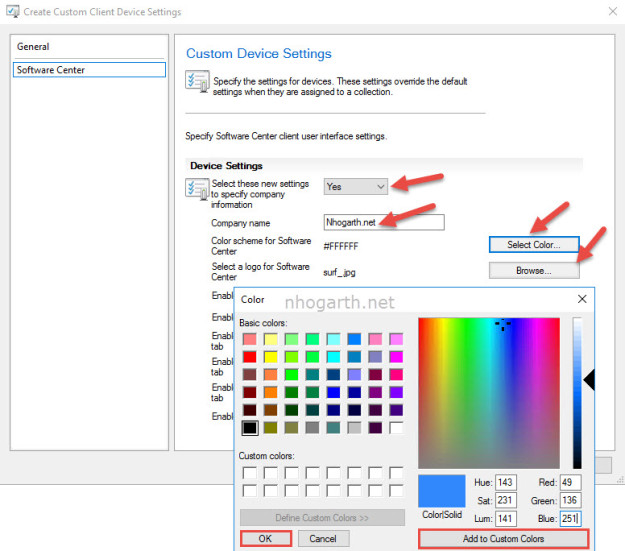 Create Custom Client Device Settings
General
Software Center
Custom Device Settings
Specify the settings for devices. These settings override the default
settings when they are assigned to a collection.
Specify Software Center client user interface settings.
Device Settings
Select these new settings
to specify company
information
Yes
Company name
Nhogarth.net
Color scheme for Software
Center
#FFFFFF
Select Color...
Select a logo for Software
Center
surf_.jpg
Browse...
Enabl
Enabl
tab
Enabl
tab
Enabl
tab
Enabl
Color
nhogarth.net
Basic colors:
Custom colors:
Define Custom Colors >>
OK
Cancel
Color|Solid
Hue: 143
Sat: 231
Lum: 141
Red: 49
Green: 136
Blue: 251
Add to Custom Colors